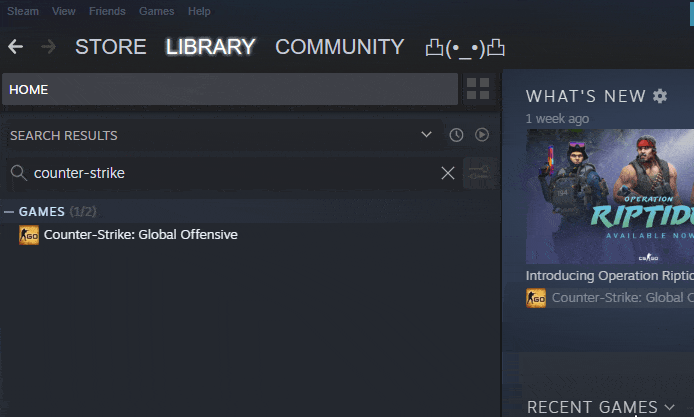 Steam View Friends Games Help
STORE LIBRARY COMMUNITY 凸(•_•)凸
HOME
SEARCH RESULTS
counter-strike
GAMES (1/2)
GO Counter-Strike: Global Offensive
WHAT'S NEW
1 week ago
OPERATION
RIPTIDE
AVAILABLE NOW
CS:GO
Introducing Operation Riptid
GO Counter-Strike: Global O
RECENT GAMES